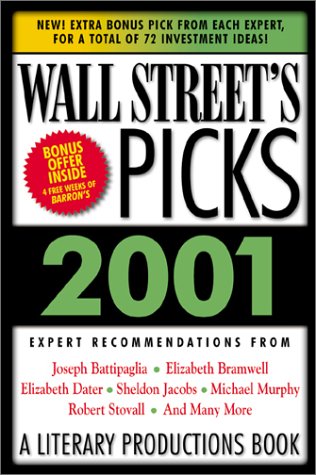 NEW! EXTRA BONUS PICK FROM EACH EXPERT,
FOR A TOTAL OF 72 INVESTMENT IDEAS!
WALL STREET'S
PICKS
BONUS
OFFER
INSIDE
4 FREE WEEKS OF
BARRON'S
2001
EXPERT RECOMMENDATIONS FROM
Joseph Battipaglia • Elizabeth Bramwell
Elizabeth Dater • Sheldon Jacobs • Michael Murphy
Robert Stovall • And Many More
A LITERARY PRODUCTIONS BOOK